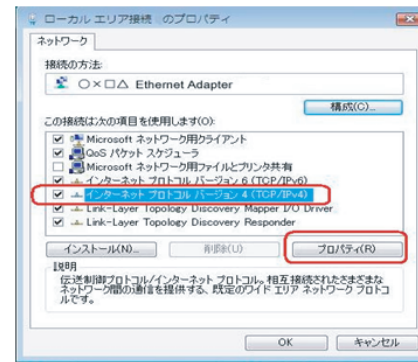 ローカル エリア接続 のプロパティ
ネットワーク
接続の方法:
○×□△ Ethernet Adapter
構成(C)...
この接続は次の項目を使用します(O):
Microsoft ネットワーク用クライアント
QoS パケット スケジューラ
Microsoft ネットワーク用ファイルとプリンタ共有
インターネット プロトコル バージョン 6 (TCP/IPv6)
インターネット プロトコル バージョン 4 (TCP/IPv4)
Link-Layer Topology Discovery Mapper I/O Driver
Link-Layer Topology Discovery Responder
インストール(N)...
削除(U)
プロパティ(R)
説明
伝送制御プロトコル/インターネット プロトコル。相互接続されたさまざまな
ネットワーク間の通信を提供する、既定のワイド エリア ネットワーク プロトコ
ルです。
OK
キャンセル